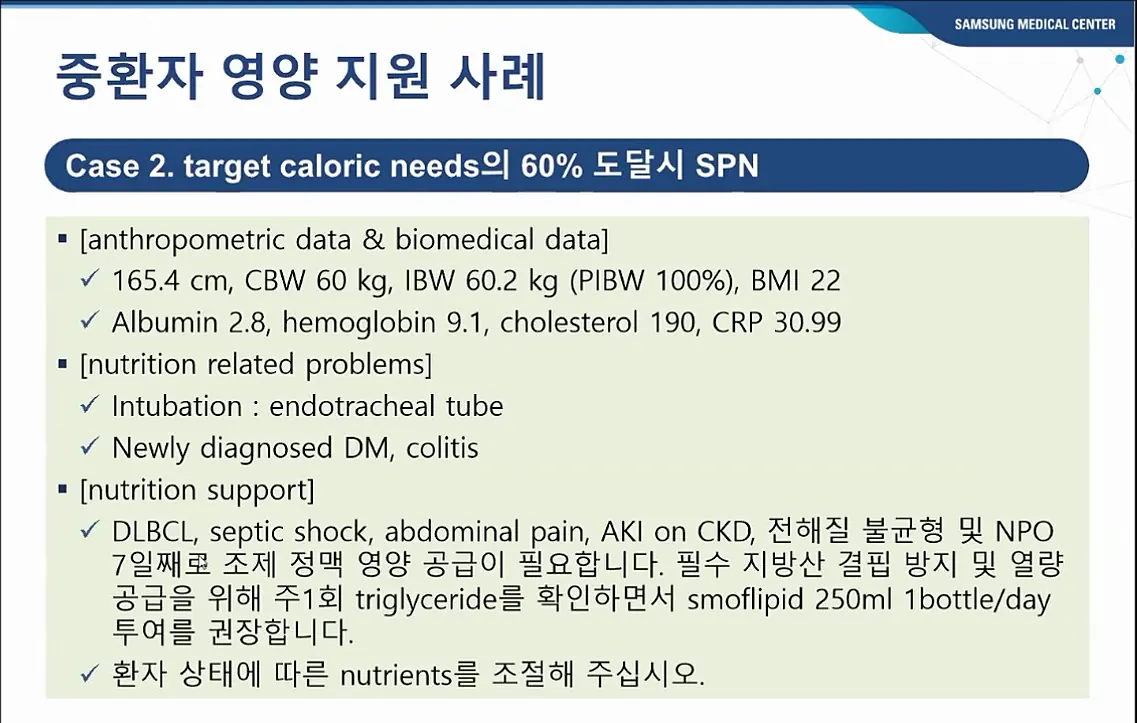 SAMSUNG MEDICAL CENTER
중환자 영양 지원 사례
Case 2. target caloric needs의 60% 도달시 SPN
▪ [anthropometric data & biomedical data]
✓ 165.4 cm, CBW 60 kg, IBW 60.2 kg (PIBW 100%), BMI 22
✓ Albumin 2.8, hemoglobin 9.1, cholesterol 190, CRP 30.99
▪ [nutrition related problems]
✓ Intubation : endotracheal tube
✓ Newly diagnosed DM, colitis
▪ [nutrition support]
✓ DLBCL, septic shock, abdominal pain, AKI on CKD, 전해질 불균형 및 NPO
7일째로 조제 정맥 영양 공급이 필요합니다. 필수 지방산 결핍 방지 및 열량
공급을 위해 주1회 triglyceride를 확인하면서 smoflipid 250ml 1bottle/day
투여를 권장합니다.
✓ 환자 상태에 따른 nutrients를 조절해 주십시오.